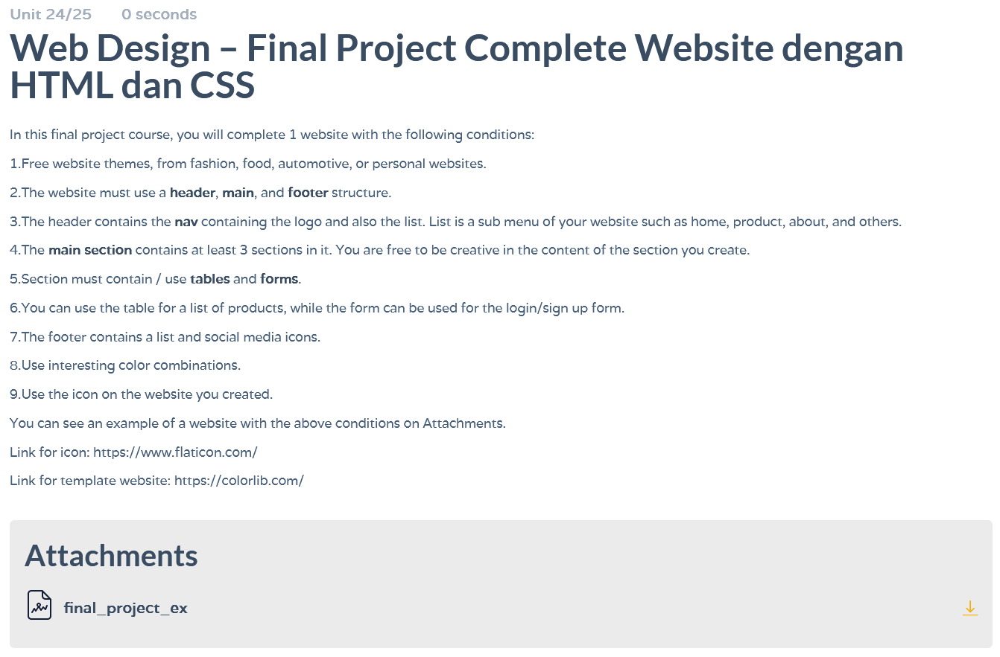 Unit 24/25 0 seconds
Web Design – Final Project Complete Website dengan
HTML dan CSS
In this final project course, you will complete 1 website with the following conditions:
1.Free website themes, from fashion, food, automotive, or personal websites.
2.The website must use a header, main, and footer structure.
3.The header contains the nav containing the logo and also the list. List is a sub menu of your website such as home, product, about, and others.
4.The main section contains at least 3 sections in it. You are free to be creative in the content of the section you create.
5.Section must contain / use tables and forms.
6.You can use the table for a list of products, while the form can be used for the login/sign up form.
7.The footer contains a list and social media icons.
8.Use interesting color combinations.
9.Use the icon on the website you created.
You can see an example of a website with the above conditions on Attachments.
Link for icon: https://www.flaticon.com/
Link for template website: https://colorlib.com/
Attachments
final_project_ex